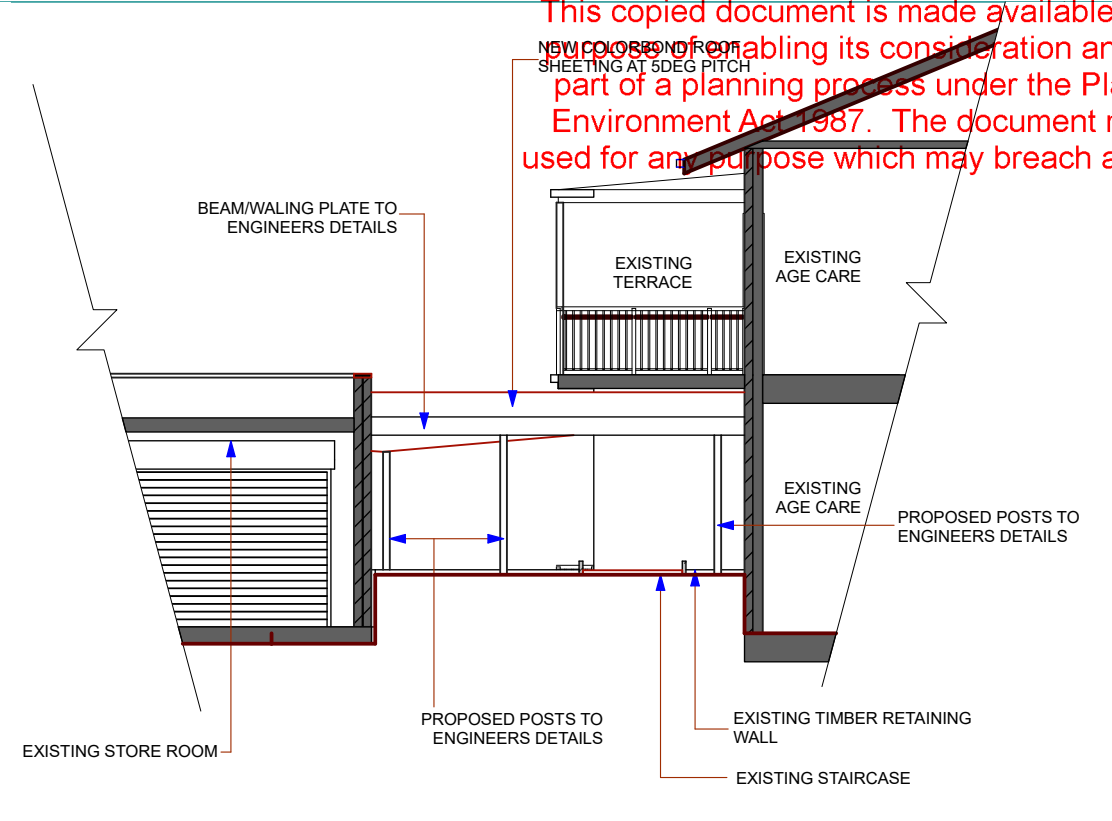 This copied document is made available
purpose of enabling its consideration an
part of a planning process under the Pla
Environment Act 1987. The document
used for any purpose which may breach a
NEW COLORBOND ROOF
SHEETING AT 5DEG PITCH
BEAM/WALING PLATE TO
ENGINEERS DETAILS
EXISTING
TERRACE
EXISTING
AGE CARE
EXISTING
AGE CARE
PROPOSED POSTS TO
ENGINEERS DETAILS
PROPOSED POSTS TO
ENGINEERS DETAILS
EXISTING TIMBER RETAINING
WALL
EXISTING STORE ROOM
EXISTING STAIRCASE